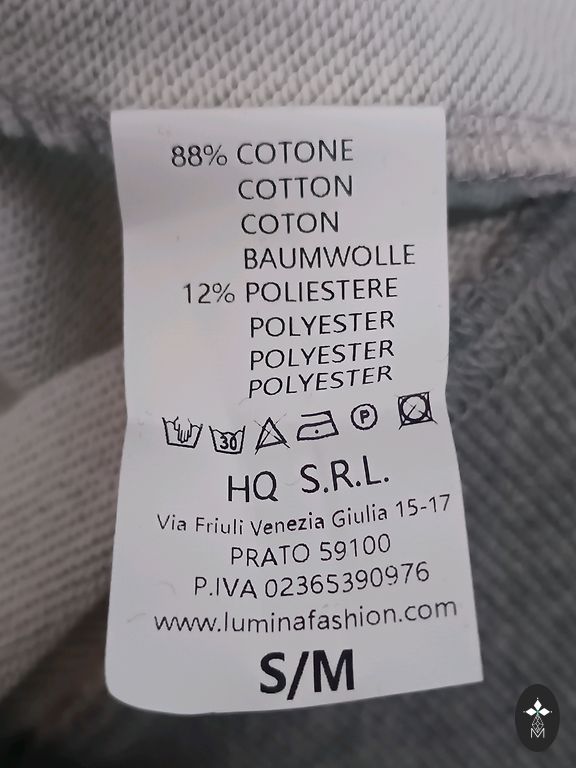 88% COTONE
COTTON
COTON
BAUMWOLLE
12% POLIESTERE
POLYESTER
POLYESTER
POLYESTER
30 P
HQ S.R.L.
Via Friuli Venezia Giulia 15-17
PRATO 59100
P.IVA 02365390976
www.luminafashion.com
S/M
M